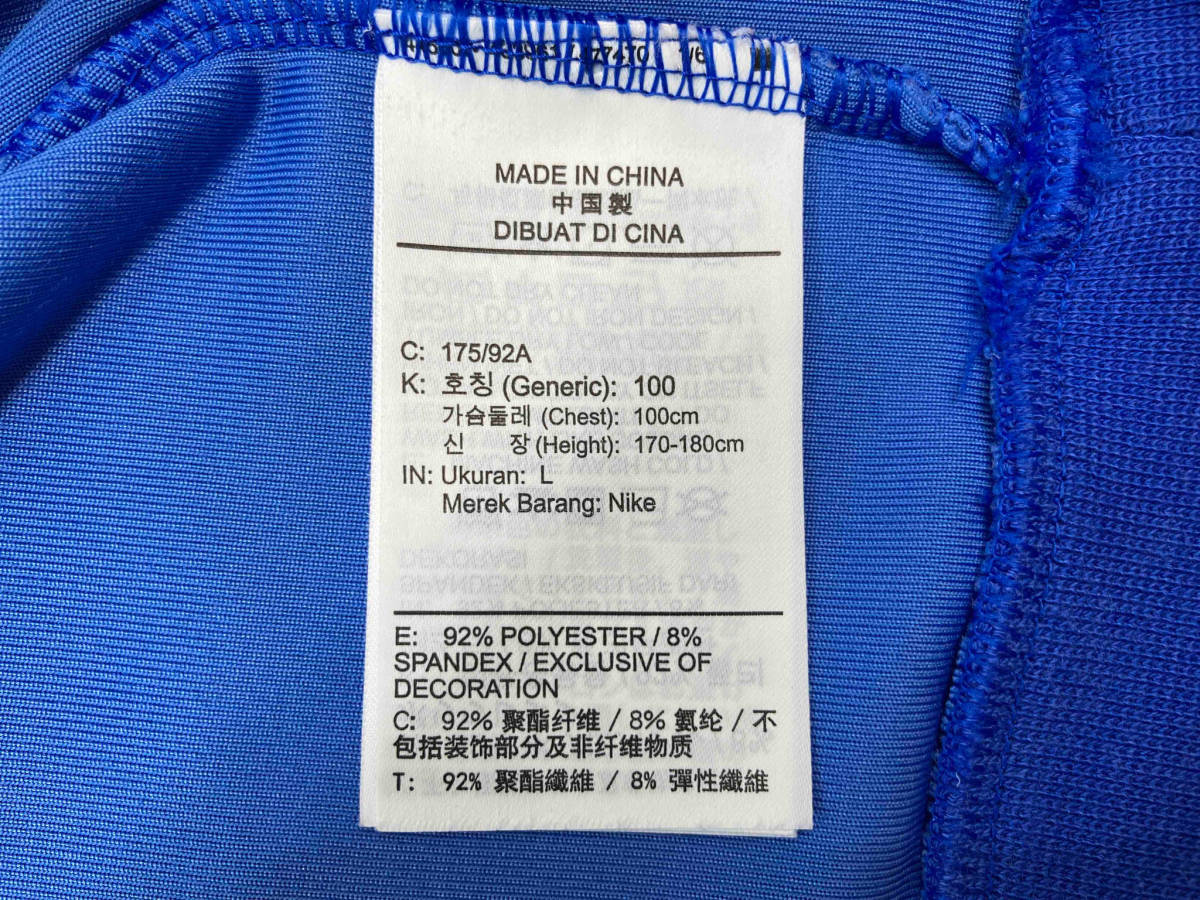 MADE IN CHINA
中国製
DIBUAT DI CINA
C: 175/92A
K: 호칭 (Generic): 100
가슴둘레 (Chest): 100cm
신 장 (Height): 170-180cm
IN: Ukuran: L
Merek Barang: Nike
E: 92% POLYESTER / 8%
SPANDEX / EXCLUSIVE OF
DECORATION
C: 92% 聚酯纤维 / 8% 氨纶 / 不
包括装饰部分及非纤维物质
T: 92% 聚酯纖維 / 8% 彈性纖維